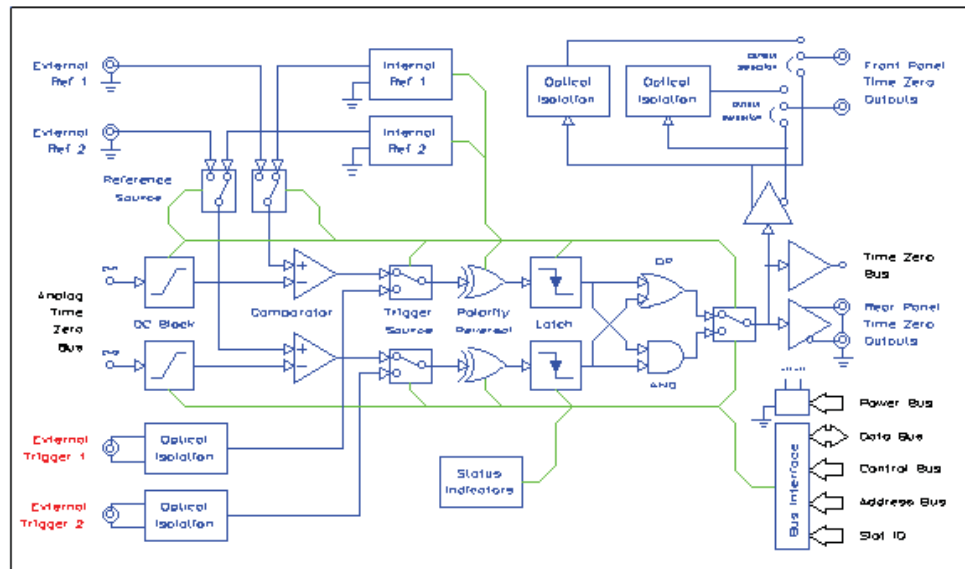 External
Ref 1
External
Ref 2
Internal
Ref 1
Internal
Ref 2
Optical
Isolation
Optical
Isolation
Front Panel
Time Zero
Outputs
Reference
Source
Analog
Time
Zero
Bus
DC Block
Comparator
Trigger
Source
Polarity
Reversal
Latch
OR
AND
Time Zero
Bus
Rear Panel
Time Zero
Outputs
Power Bus
Data Bus
Control Bus
Address Bus
Slot ID
Bus Interface
External
Trigger 1
Optical
Isolation
External
Trigger 2
Optical
Isolation
Status
Indicators